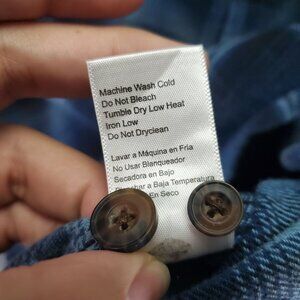 Machine Wash Cold
Do Not Bleach
Tumble Dry Low Heat
Iron Low
Do Not Dryclean
Lavar a Máquina en Fría
No Usar Blanqueador
Secadora en Bajo
a Baja Temperatura
En Seco